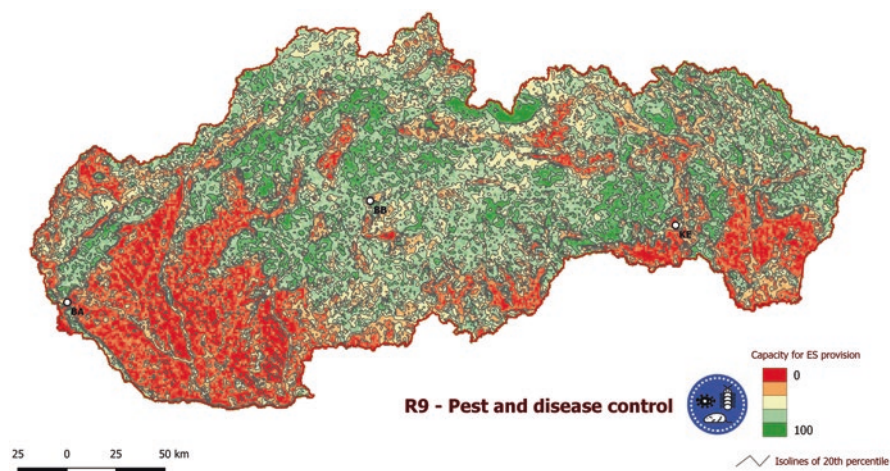 BB
KE
BA
Capacity for ES provision
0
100
R9 - Pest and disease control
25 0 25 50 km
Isolines of 20th percentile